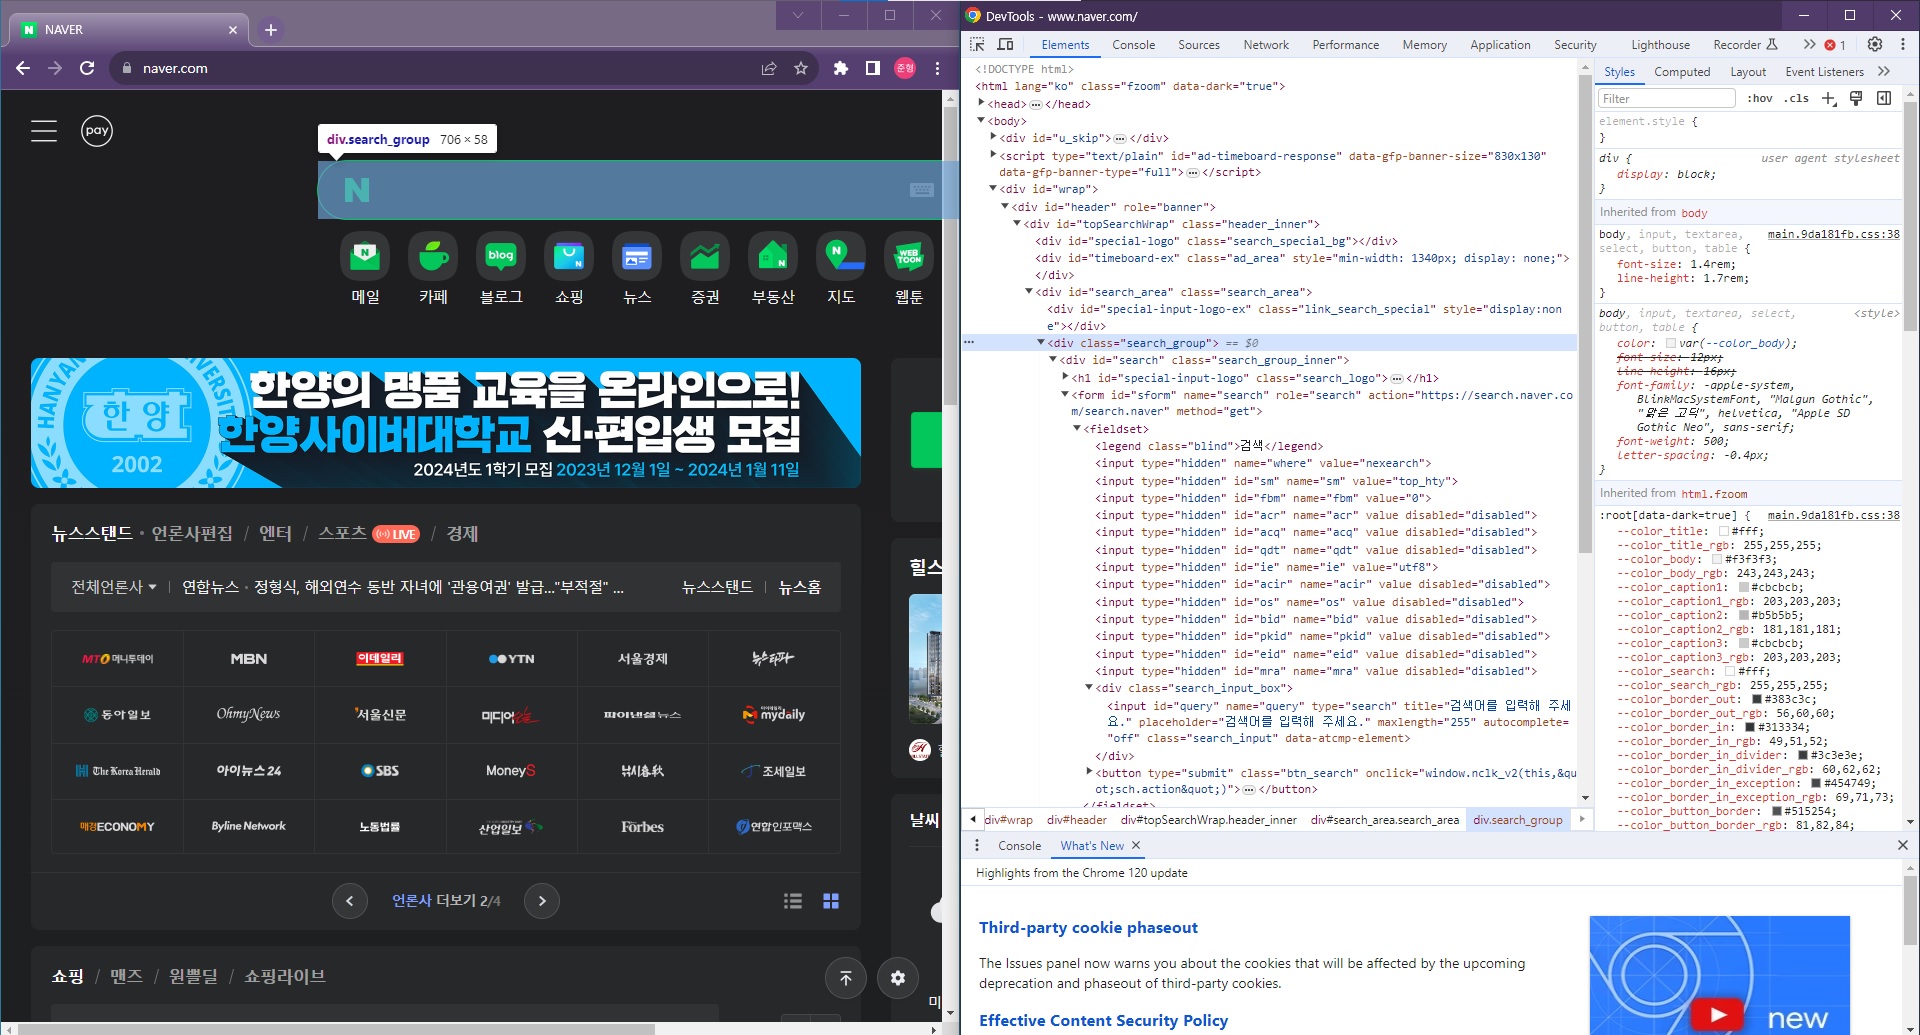 NAVER
naver.com
준형
pay
div.search_group 706 × 58
N
메일
카페
blog
블로그
쇼핑
뉴스
증권
부동산
지도
WEB TOON
웹툰
HANYANG
UNIVERSITY
한양
2002
한양의 명품 교육을 온라인으로!
한양사이버대학교 신·편입생 모집
2024년도 1학기 모집 2023년 12월 1일 ~ 2024년 1월 11일
뉴스스탠드 · 언론사편집 / 엔터 / 스포츠 LIVE / 경제
전체언론사 연합뉴스 · 정형식, 해외연수 동반 자녀에 '관용여권' 발급..."부적절" ... 뉴스스탠드 뉴스홈
힐스
MTO 머니투데이 MBN 이데일리 YTN 서울경제 뉴스타파
동아일보 OhmyNews 서울신문 미디어오늘 파이낸셜뉴스 마이데일리 mydaily
The Korea Herald 아이뉴스24 SBS MoneyS 낚시춘추 조세일보
매경ECONOMY Byline Network 노동법률 산업일보 Forbes 연합인포맥스
날씨
언론사 더보기 2/4
쇼핑 / 맨즈 / 원쁠딜 / 쇼핑라이브
DevTools - www.naver.com/
Elements Console Sources Network Performance Memory Application Security Lighthouse Recorder 1
<!DOCTYPE html>
<html lang="ko" class="fzoom" data-dark="true">
<head> … </head>
<body>
<div id="u_skip"> … </div>
<script type="text/plain" id="ad-timeboard-response" data-gfp-banner-size="830x130"
data-gfp-banner-type="full"> … </script>
<div id="wrap">
<div id="header" role="banner">
<div id="topSearchWrap" class="header_inner">
<div id="special-logo" class="search_special_bg"></div>
<div id="timeboard-ex" class="ad_area" style="min-width: 1340px; display: none;">
</div>
<div id="search_area" class="search_area">
<div id="special-input-logo-ex" class="link_search_special" style="display:non
e"></div>
… <div class="search_group"> == $0
<div id="search" class="search_group_inner">
<h1 id="special-input-logo" class="search_logo"> … </h1>
<form id="sform" name="search" role="search" action="https://search.naver.co
m/search.naver" method="get">
<fieldset>
<legend class="blind">검색</legend>
<input type="hidden" name="where" value="nexearch">
<input type="hidden" id="sm" name="sm" value="top_hty">
<input type="hidden" id="fbm" name="fbm" value="0">
<input type="hidden" id="acr" name="acr" value disabled="disabled">
<input type="hidden" id="acq" name="acq" value disabled="disabled">
<input type="hidden" id="qdt" name="qdt" value disabled="disabled">
<input type="hidden" id="ie" name="ie" value="utf8">
<input type="hidden" id="acir" name="acir" value disabled="disabled">
<input type="hidden" id="os" name="os" value disabled="disabled">
<input type="hidden" id="bid" name="bid" value disabled="disabled">
<input type="hidden" id="pkid" name="pkid" value disabled="disabled">
<input type="hidden" id="eid" name="eid" value disabled="disabled">
<input type="hidden" id="mra" name="mra" value disabled="disabled">
<div class="search_input_box">
<input id="query" name="query" type="search" title="검색어를 입력해 주세
요." placeholder="검색어를 입력해 주세요." maxlength="255" autocomplete=
"off" class="search_input" data-atcmp-element>
</div>
<button type="submit" class="btn_search" onclick="window.nclk_v2(this,&quo
t;sch.action&quot;)"> … </button>
</fieldset>
div#wrap div#header div#topSearchWrap.header_inner div#search_area.search_area div.search_group
Styles Computed Layout Event Listeners
Filter :hov .cls
element.style {
}
div { user agent stylesheet
display: block;
}
Inherited from body
body, input, textarea, main.9da181fb.css:38
select, button, table {
font-size: 1.4rem;
line-height: 1.7rem;
}
body, input, textarea, select, <style>
button, table {
color: var(--color_body);
font-size: 12px;
line-height: 16px;
font-family: -apple-system,
BlinkMacSystemFont, "Malgun Gothic",
"맑은 고딕", helvetica, "Apple SD
Gothic Neo", sans-serif;
font-weight: 500;
letter-spacing: -0.4px;
}
Inherited from html.fzoom
:root[data-dark=true] { main.9da181fb.css:38
--color_title: #fff;
--color_title_rgb: 255,255,255;
--color_body: #f3f3f3;
--color_body_rgb: 243,243,243;
--color_caption1: #cbcbcb;
--color_caption1_rgb: 203,203,203;
--color_caption2: #b5b5b5;
--color_caption2_rgb: 181,181,181;
--color_caption3: #cbcbcb;
--color_caption3_rgb: 203,203,203;
--color_search: #fff;
--color_search_rgb: 255,255,255;
--color_border_out: #383c3c;
--color_border_out_rgb: 56,60,60;
--color_border_in: #313334;
--color_border_in_rgb: 49,51,52;
--color_border_in_divider: #3c3e3e;
--color_border_in_divider_rgb: 60,62,62;
--color_border_in_exception: #454749;
--color_border_in_exception_rgb: 69,71,73;
--color_button_border: #515254;
--color_button_border_rgb: 81,82,84;
Console What's New
Highlights from the Chrome 120 update
Third-party cookie phaseout
The Issues panel now warns you about the cookies that will be affected by the upcoming
deprecation and phaseout of third-party cookies.
Effective Content Security Policy
new